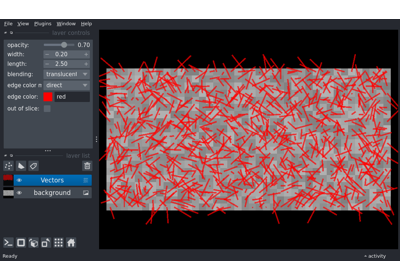 File View Plugins Window Help
layer controls
opacity: 0.70
width: 0.20
length: 2.50
blending: translucent
edge color m direct
edge color: red
out of slice:
layer list
Vectors
background
Ready
activity